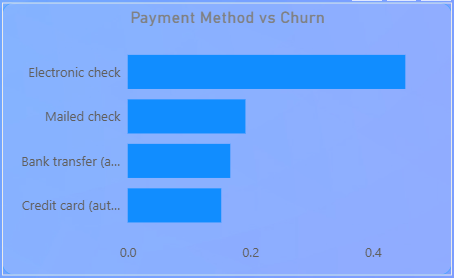 Payment Method vs Churn
Electronic check
Mailed check
Bank transfer (a...
Credit card (aut...
0.0 0.2 0.4